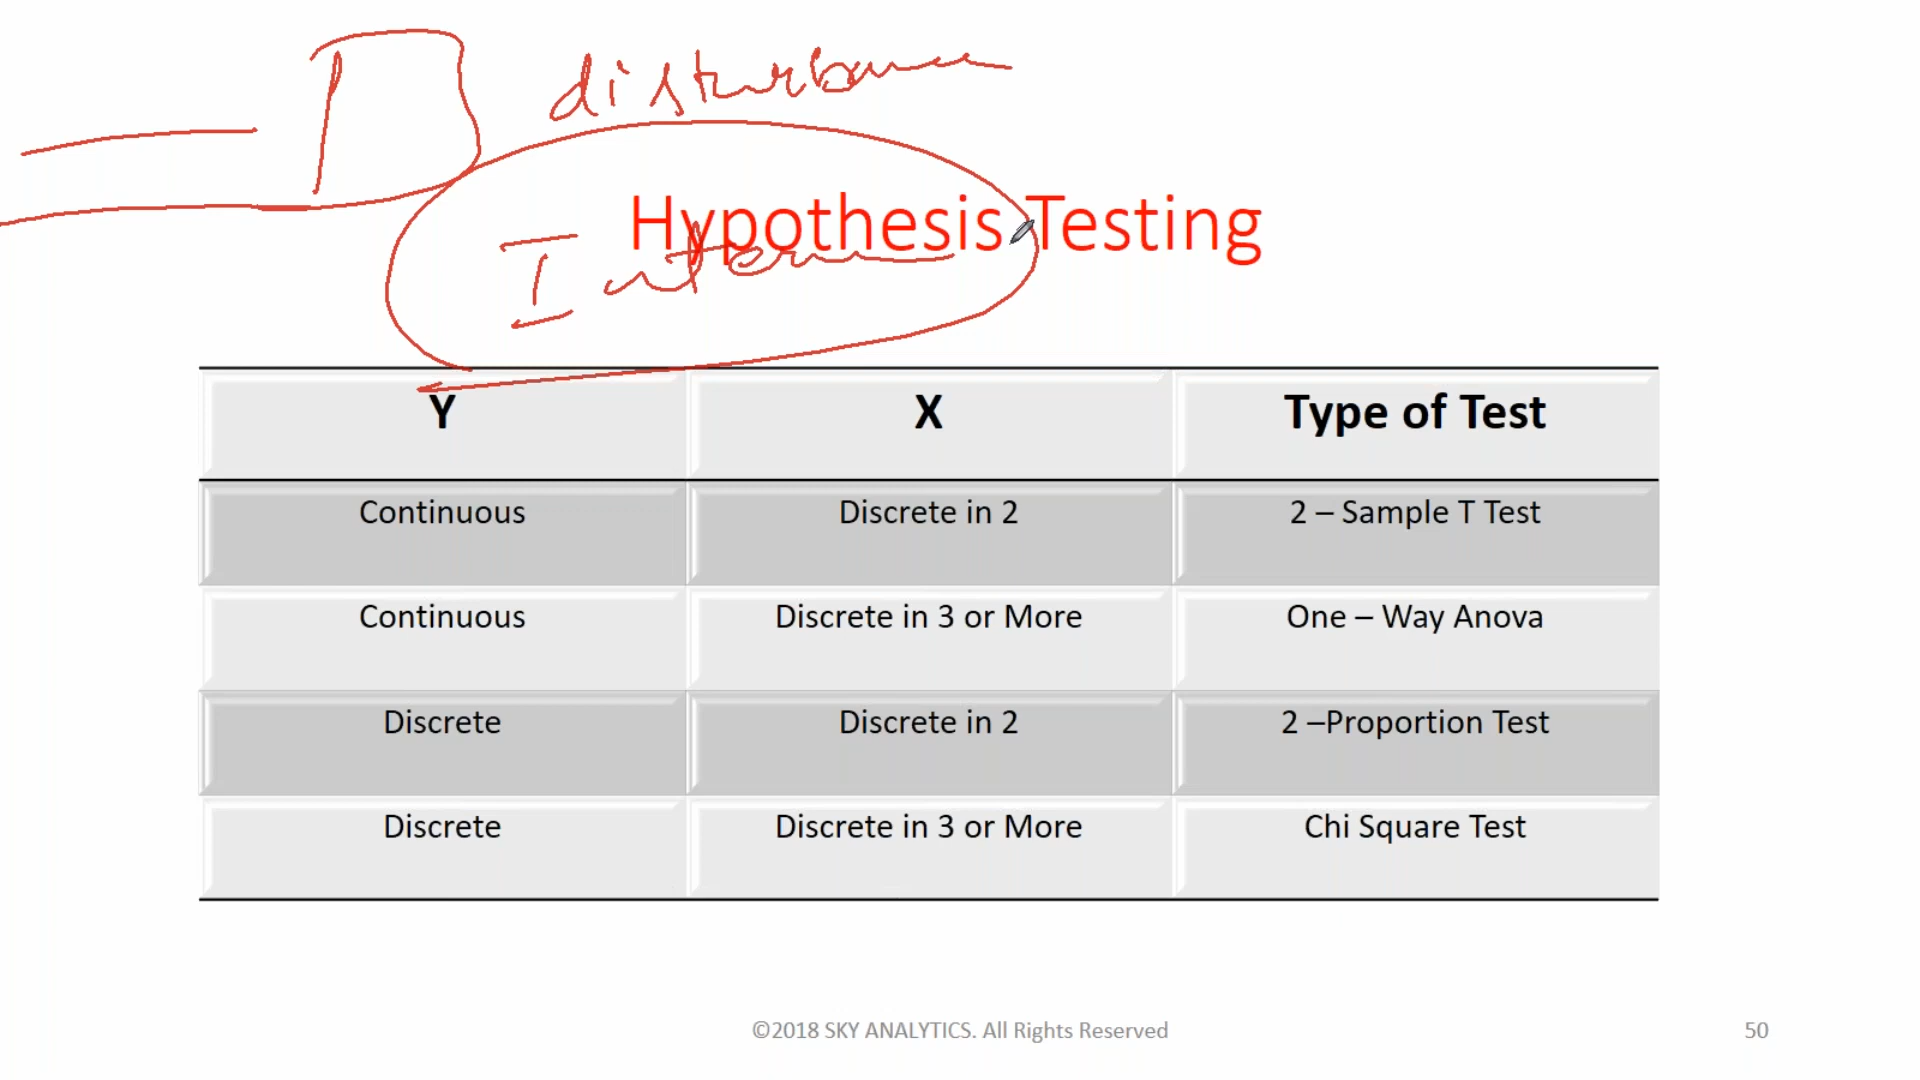 disturbance
Hypothesis Testing
Y X Type of Test
Continuous Discrete in 2 2 – Sample T Test
Continuous Discrete in 3 or More One – Way Anova
Discrete Discrete in 2 2 –Proportion Test
Discrete Discrete in 3 or More Chi Square Test
©2018 SKY ANALYTICS. All Rights Reserved 50